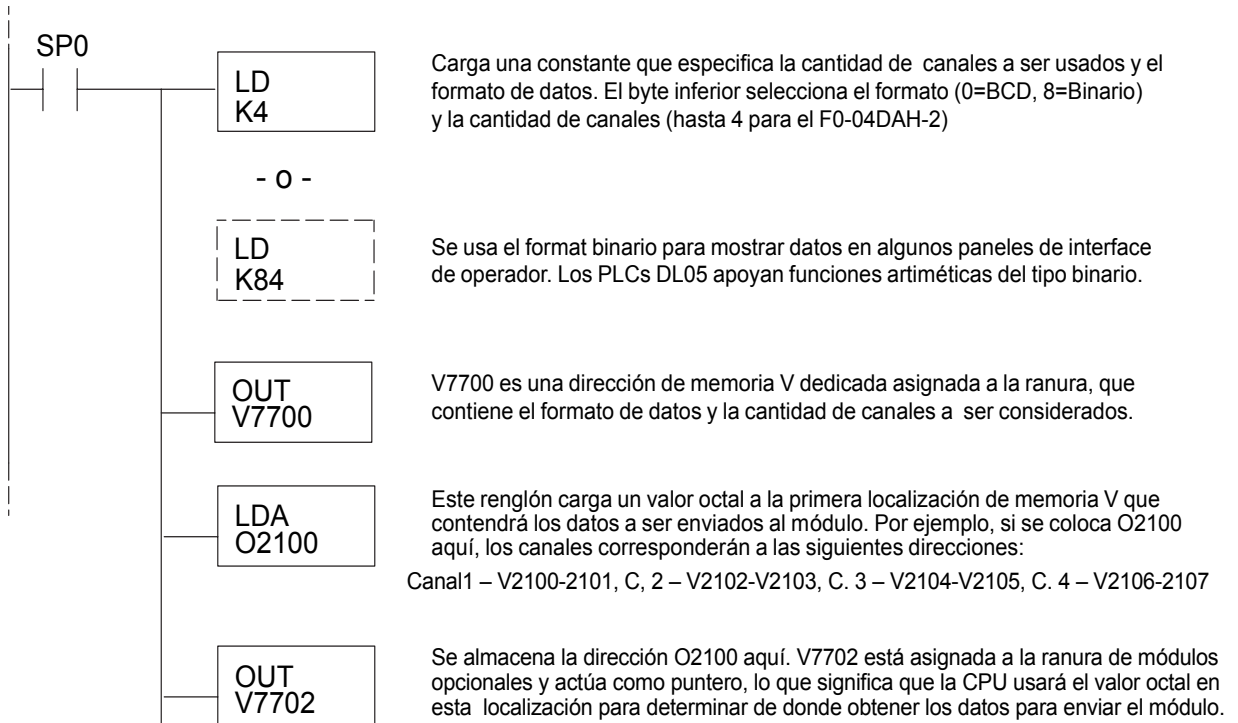 SP0
LD
K4
Carga una constante que especifica la cantidad de canales a ser usados y el
formato de datos. El byte inferior selecciona el formato (0=BCD, 8=Binario)
y la cantidad de canales (hasta 4 para el F0-04DAH-2)
- o -
LD
K84
Se usa el format binario para mostrar datos en algunos paneles de interface
de operador. Los PLCs DL05 apoyan funciones artiméticas del tipo binario.
OUT
V7700
V7700 es una dirección de memoria V dedicada asignada a la ranura, que
contiene el formato de datos y la cantidad de canales a ser considerados.
LDA
O2100
Este renglón carga un valor octal a la primera localización de memoria V que
contendrá los datos a ser enviados al módulo. Por ejemplo, si se coloca O2100
aquí, los canales corresponderán a las siguientes direcciones:
Canal1 – V2100-2101, C, 2 – V2102-V2103, C. 3 – V2104-V2105, C. 4 – V2106-2107
OUT
V7702
Se almacena la dirección O2100 aquí. V7702 está asignada a la ranura de módulos
opcionales y actúa como puntero, lo que significa que la CPU usará el valor octal en
esta localización para determinar de donde obtener los datos para enviar el módulo.